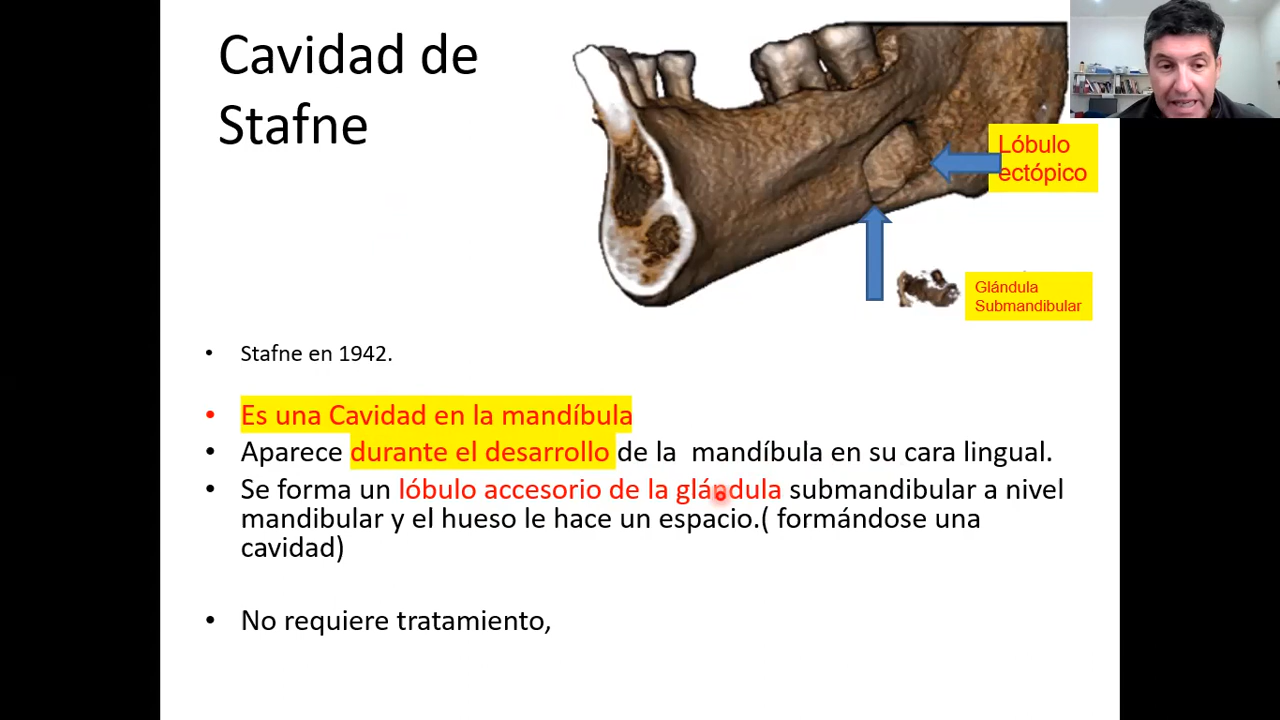 Cavidad de
Stafne
Lóbulo
ectópico
Glándula
Submandibular
• Stafne en 1942.
• Es una Cavidad en la mandíbula
• Aparece durante el desarrollo de la  mandíbula en su cara lingual.
• Se forma un lóbulo accesorio de la glándula submandibular a nivel
mandibular y el hueso le hace un espacio.( formándose una
cavidad)
• No requiere tratamiento,